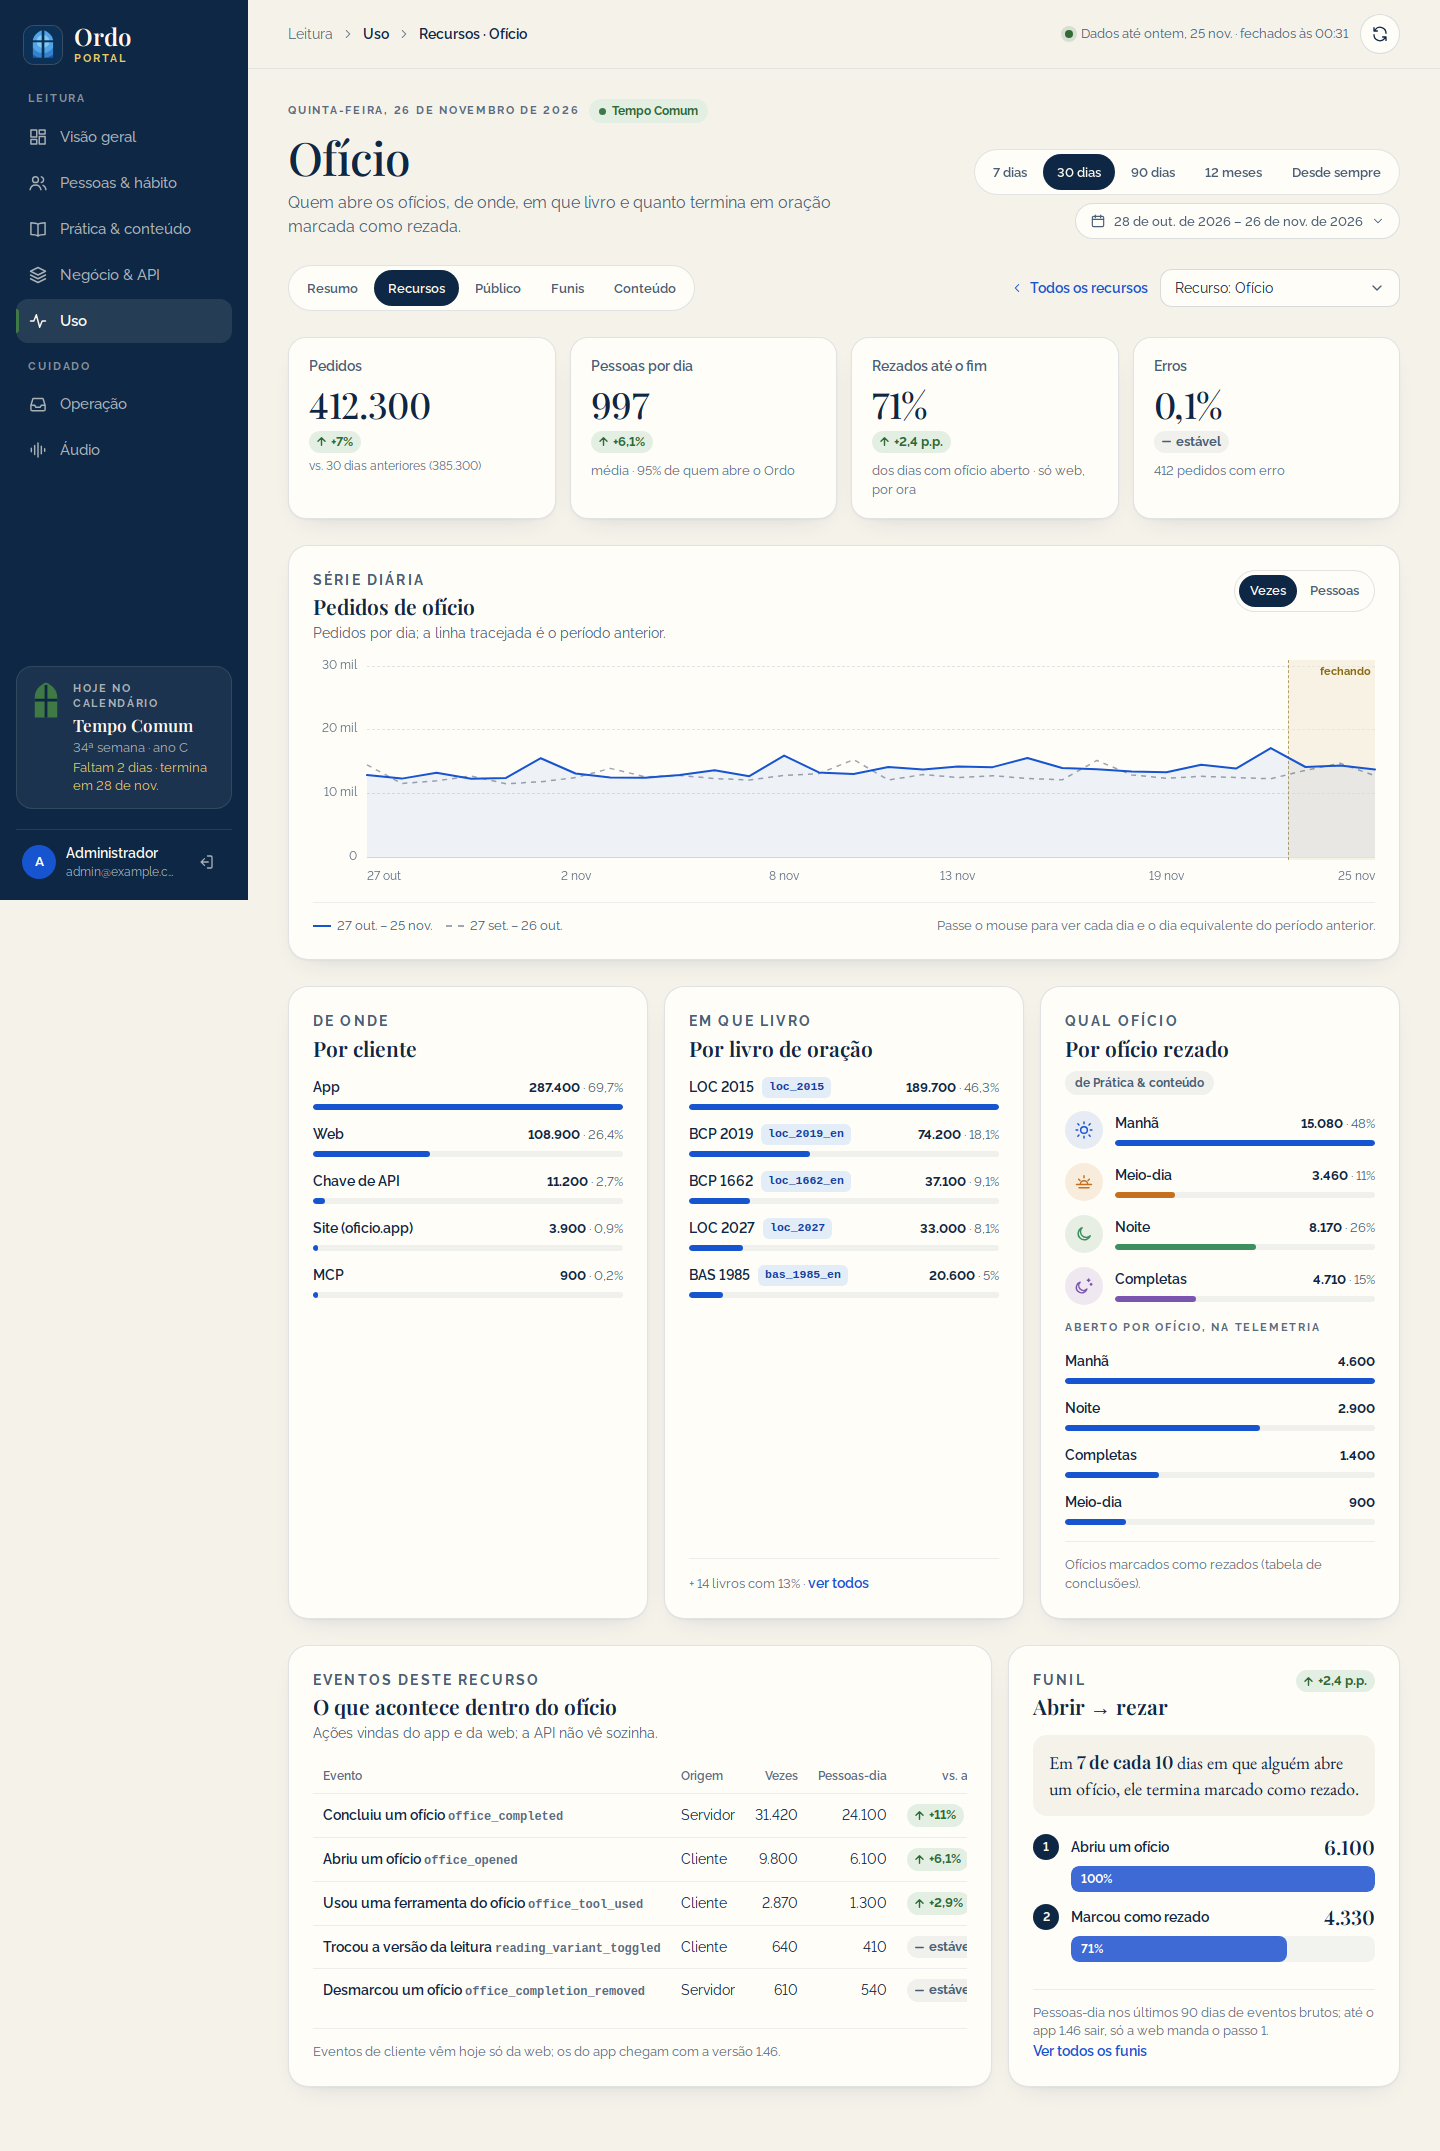 Ordo
PORTAL
LEITURA
Visão geral
Pessoas & hábito
Prática & conteúdo
Negócio & API
Uso
CUIDADO
Operação
Áudio
HOJE NO
CALENDÁRIO
Tempo Comum
34ª semana · ano C
Faltam 2 dias · termina
em 28 de nov.
A
Administrador
admin@example.c...
Leitura > Uso > Recursos · Ofício
Dados até ontem, 25 nov. · fechados às 00:31
QUINTA-FEIRA, 26 DE NOVEMBRO DE 2026
Tempo Comum
Ofício
Quem abre os ofícios, de onde, em que livro e quanto termina em oração
marcada como rezada.
7 dias 30 dias 90 dias 12 meses Desde sempre
28 de out. de 2026 – 26 de nov. de 2026
Resumo Recursos Público Funis Conteúdo
Todos os recursos
Recurso: Ofício
Pedidos
412.300
↑ +7%
vs. 30 dias anteriores (385.300)
Pessoas por dia
997
↑ +6,1%
média · 95% de quem abre o Ordo
Rezados até o fim
71%
↑ +2,4 p.p.
dos dias com ofício aberto · só web,
por ora
Erros
0,1%
— estável
412 pedidos com erro
SÉRIE DIÁRIA
Pedidos de ofício
Pedidos por dia; a linha tracejada é o período anterior.
Vezes Pessoas
30 mil
20 mil
10 mil
0
fechando
27 out 2 nov 8 nov 13 nov 19 nov 25 nov
27 out. – 25 nov. 27 set. – 26 out.
Passe o mouse para ver cada dia e o dia equivalente do período anterior.
DE ONDE
Por cliente
App 287.400 · 69,7%
Web 108.900 · 26,4%
Chave de API 11.200 · 2,7%
Site (oficio.app) 3.900 · 0,9%
MCP 900 · 0,2%
EM QUE LIVRO
Por livro de oração
LOC 2015 loc_2015 189.700 · 46,3%
BCP 2019 loc_2019_en 74.200 · 18,1%
BCP 1662 loc_1662_en 37.100 · 9,1%
LOC 2027 loc_2027 33.000 · 8,1%
BAS 1985 bas_1985_en 20.600 · 5%
+ 14 livros com 13% · ver todos
QUAL OFÍCIO
Por ofício rezado
de Prática & conteúdo
Manhã 15.080 · 48%
Meio-dia 3.460 · 11%
Noite 8.170 · 26%
Completas 4.710 · 15%
ABERTO POR OFÍCIO, NA TELEMETRIA
Manhã 4.600
Noite 2.900
Completas 1.400
Meio-dia 900
Ofícios marcados como rezados (tabela de
conclusões).
EVENTOS DESTE RECURSO
O que acontece dentro do ofício
Ações vindas do app e da web; a API não vê sozinha.
Evento Origem Vezes Pessoas-dia vs. a
Concluiu um ofício office_completed Servidor 31.420 24.100 ↑ +11%
Abriu um ofício office_opened Cliente 9.800 6.100 ↑ +6,1%
Usou uma ferramenta do ofício office_tool_used Cliente 2.870 1.300 ↑ +2,9%
Trocou a versão da leitura reading_variant_toggled Cliente 640 410 — estáve
Desmarcou um ofício office_completion_removed Servidor 610 540 — estáve
Eventos de cliente vêm hoje só da web; os do app chegam com a versão 1.46.
FUNIL
↑ +2,4 p.p.
Abrir → rezar
Em 7 de cada 10 dias em que alguém abre
um ofício, ele termina marcado como rezado.
1 Abriu um ofício 6.100
100%
2 Marcou como rezado 4.330
71%
Pessoas-dia nos últimos 90 dias de eventos brutos; até o
app 1.46 sair, só a web manda o passo 1.
Ver todos os funis